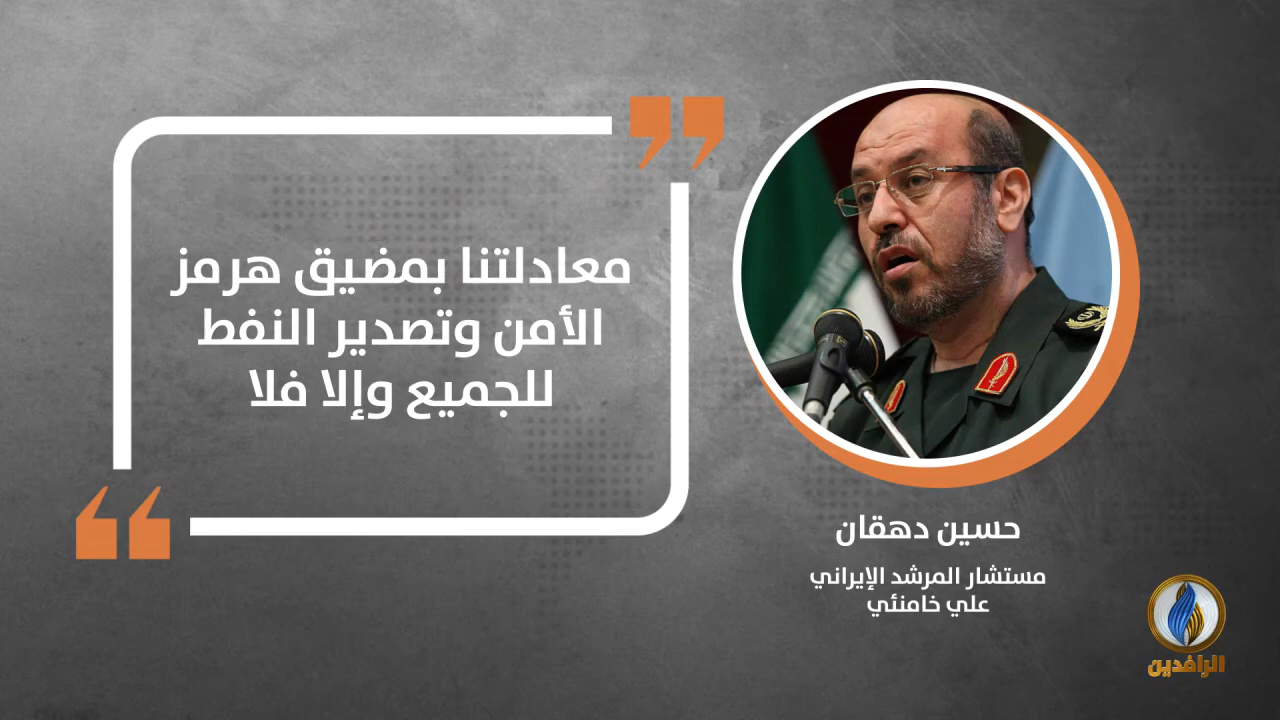 معادلتنا بمضيق هرمز
الأمن وتصدير النفط
للجميع وإلا فلا
حسين دهقان
مستشار المرشد الإيراني
علي خامنئي
الرافدين